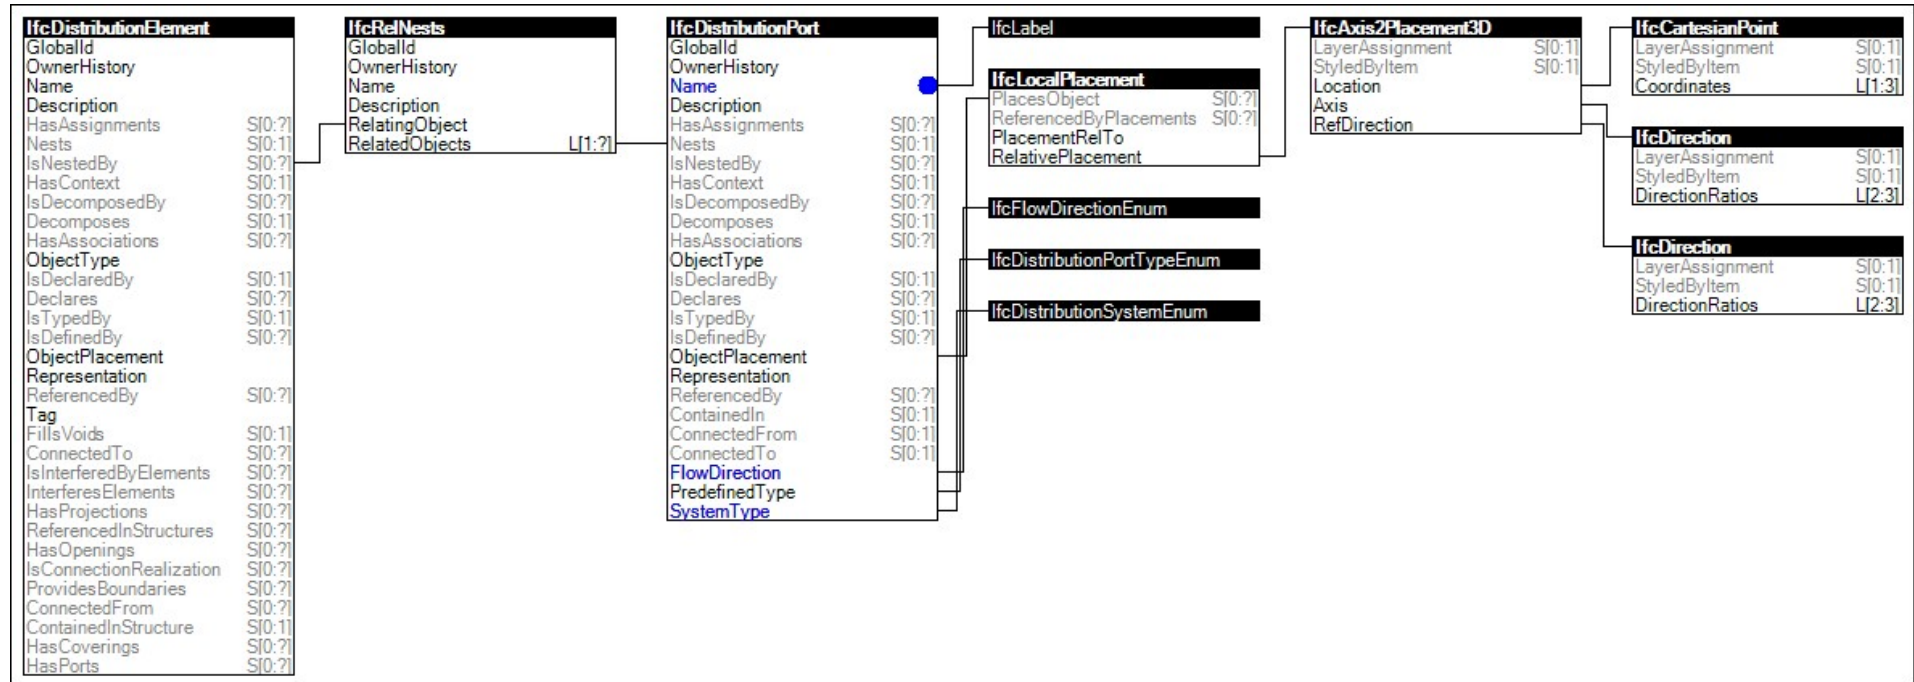 IfcDistributionElement
GlobalId
OwnerHistory
Name
Description
HasAssignments S[0:?]
Nests S[0:1]
IsNestedBy S[0:?]
HasContext S[0:1]
IsDecomposedBy S[0:?]
Decomposes S[0:1]
HasAssociations S[0:?]
ObjectType
IsDeclaredBy S[0:1]
Declares S[0:?]
IsTypedBy S[0:1]
IsDefinedBy S[0:?]
ObjectPlacement
Representation
ReferencedBy S[0:?]
Tag
FillsVoids S[0:1]
ConnectedTo S[0:?]
IsInterferedByElements S[0:?]
InterferesElements S[0:?]
HasProjections S[0:?]
ReferencedInStructures S[0:?]
HasOpenings S[0:?]
IsConnectionRealization S[0:?]
ProvidesBoundaries S[0:?]
ConnectedFrom S[0:?]
ContainedInStructure S[0:1]
HasCoverings S[0:?]
HasPorts S[0:?]
IfcRelNests
GlobalId
OwnerHistory
Name
Description
RelatingObject
RelatedObjects L[1:?]
IfcDistributionPort
GlobalId
OwnerHistory
Name
Description
HasAssignments S[0:?]
Nests S[0:1]
IsNestedBy S[0:?]
HasContext S[0:1]
IsDecomposedBy S[0:?]
Decomposes S[0:1]
HasAssociations S[0:?]
ObjectType
IsDeclaredBy S[0:1]
Declares S[0:?]
IsTypedBy S[0:1]
IsDefinedBy S[0:?]
ObjectPlacement
Representation
ReferencedBy S[0:?]
ContainedIn S[0:1]
ConnectedFrom S[0:1]
ConnectedTo S[0:1]
FlowDirection
PredefinedType
SystemType
IfcLabel
IfcLocalPlacement
PlacesObject S[0:?]
ReferencedByPlacements S[0:?]
PlacementRelTo
RelativePlacement
IfcFlowDirectionEnum
IfcDistributionPortTypeEnum
IfcDistributionSystemEnum
IfcAxis2Placement3D
LayerAssignment S[0:1]
StyledByItem S[0:1]
Location
Axis
RefDirection
IfcCartesianPoint
LayerAssignment S[0:1]
StyledByItem S[0:1]
Coordinates L[1:3]
IfcDirection
LayerAssignment S[0:1]
StyledByItem S[0:1]
DirectionRatios L[2:3]
IfcDirection
LayerAssignment S[0:1]
StyledByItem S[0:1]
DirectionRatios L[2:3]